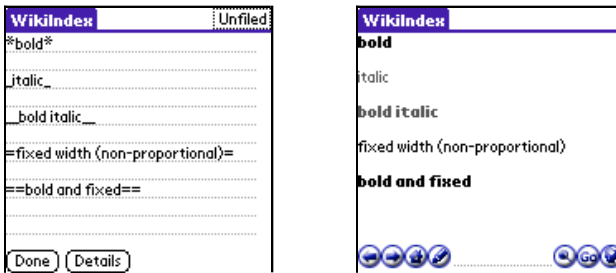 WikiIndex Unfiled
*bold*
_italic_
__bold italic__
=fixed width (non-proportional)=
==bold and fixed==
Done Details
WikiIndex
bold
italic
bold italic
fixed width (non-proportional)
bold and fixed
Go